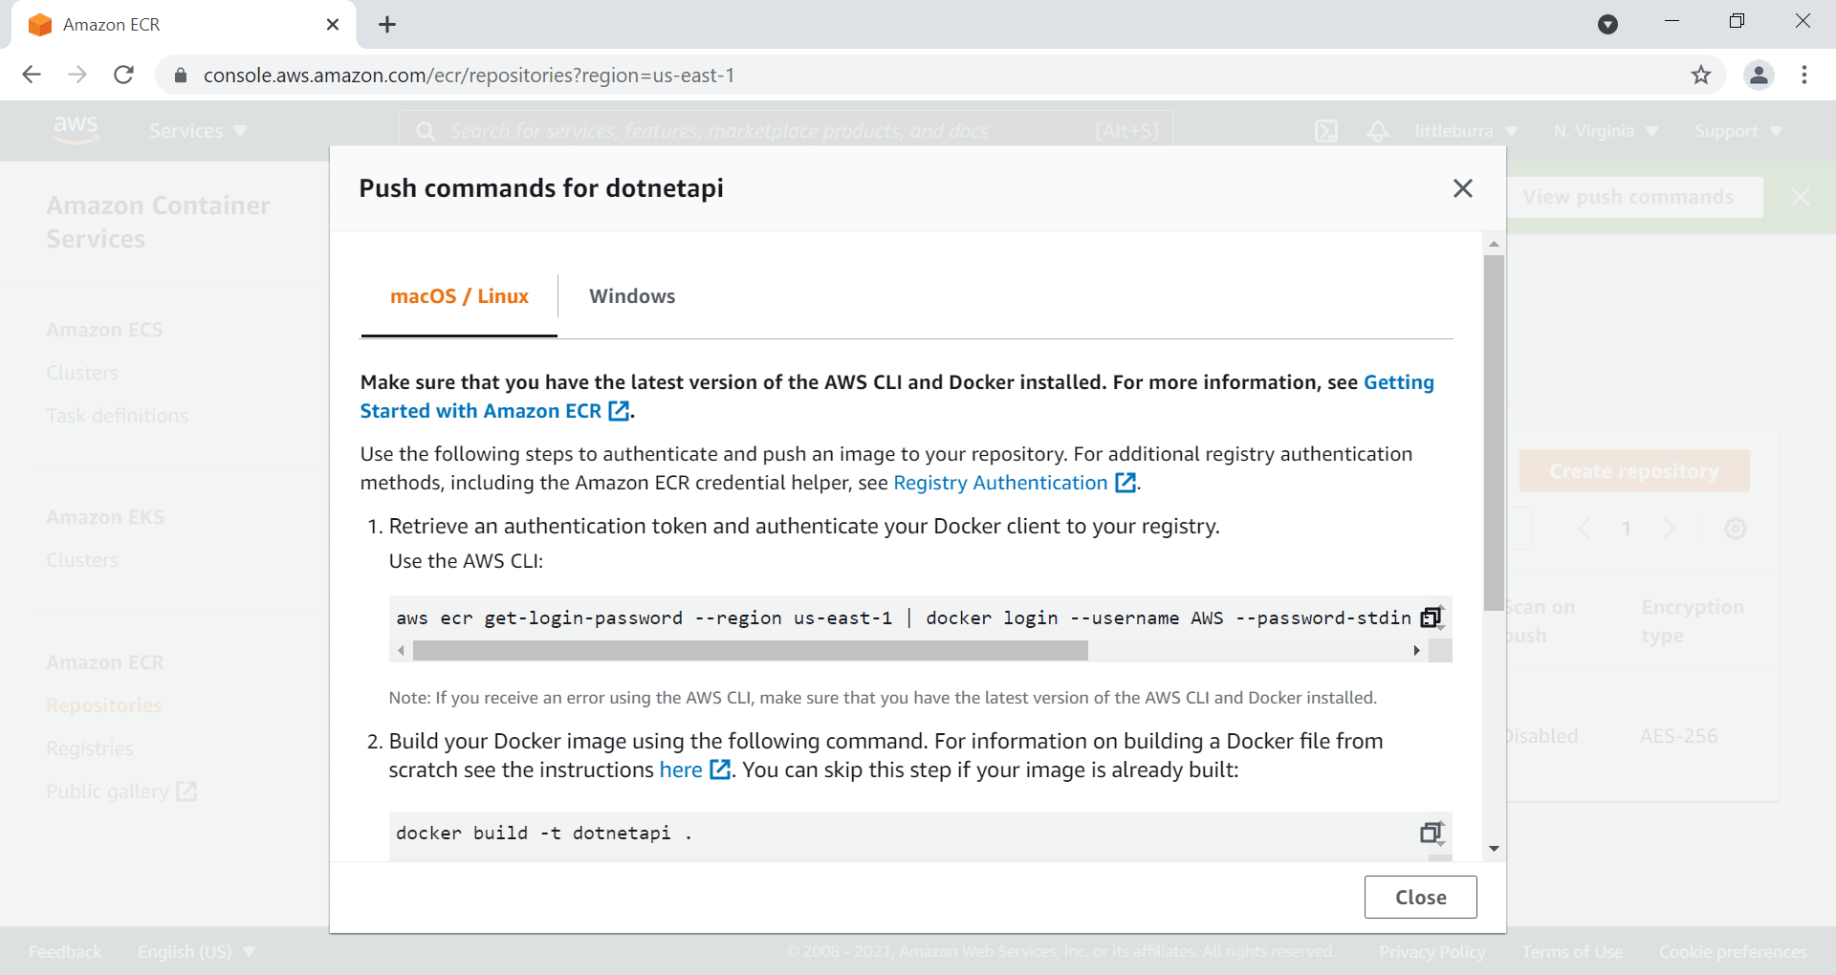 Amazon ECR
console.aws.amazon.com/ecr/repositories?region=us-east-1
aws
Services
Search for services, features, marketplace products, and docs
[Alt+S]
littleburra
N. Virginia
Support
Push commands for dotnetapi
View push commands
Amazon Container
Services
Amazon ECS
Clusters
Task definitions
Amazon EKS
Clusters
Amazon ECR
Repositories
Registries
Public gallery
macOS / Linux
Windows
Make sure that you have the latest version of the AWS CLI and Docker installed. For more information, see Getting
Started with Amazon ECR.
Use the following steps to authenticate and push an image to your repository. For additional registry authentication
methods, including the Amazon ECR credential helper, see Registry Authentication.
1. Retrieve an authentication token and authenticate your Docker client to your registry.
Use the AWS CLI:
aws ecr get-login-password --region us-east-1 | docker login --username AWS --password-stdin
Note: If you receive an error using the AWS CLI, make sure that you have the latest version of the AWS CLI and Docker installed.
2. Build your Docker image using the following command. For information on building a Docker file from
scratch see the instructions here. You can skip this step if your image is already built:
docker build -t dotnetapi .
Close
Create repository
1
Scan on
push
Encryption
type
Disabled
AES-256
Feedback
English (US)
© 2008 - 2021, Amazon Web Services, Inc. or its affiliates. All rights reserved.
Privacy Policy
Terms of Use
Cookie preferences